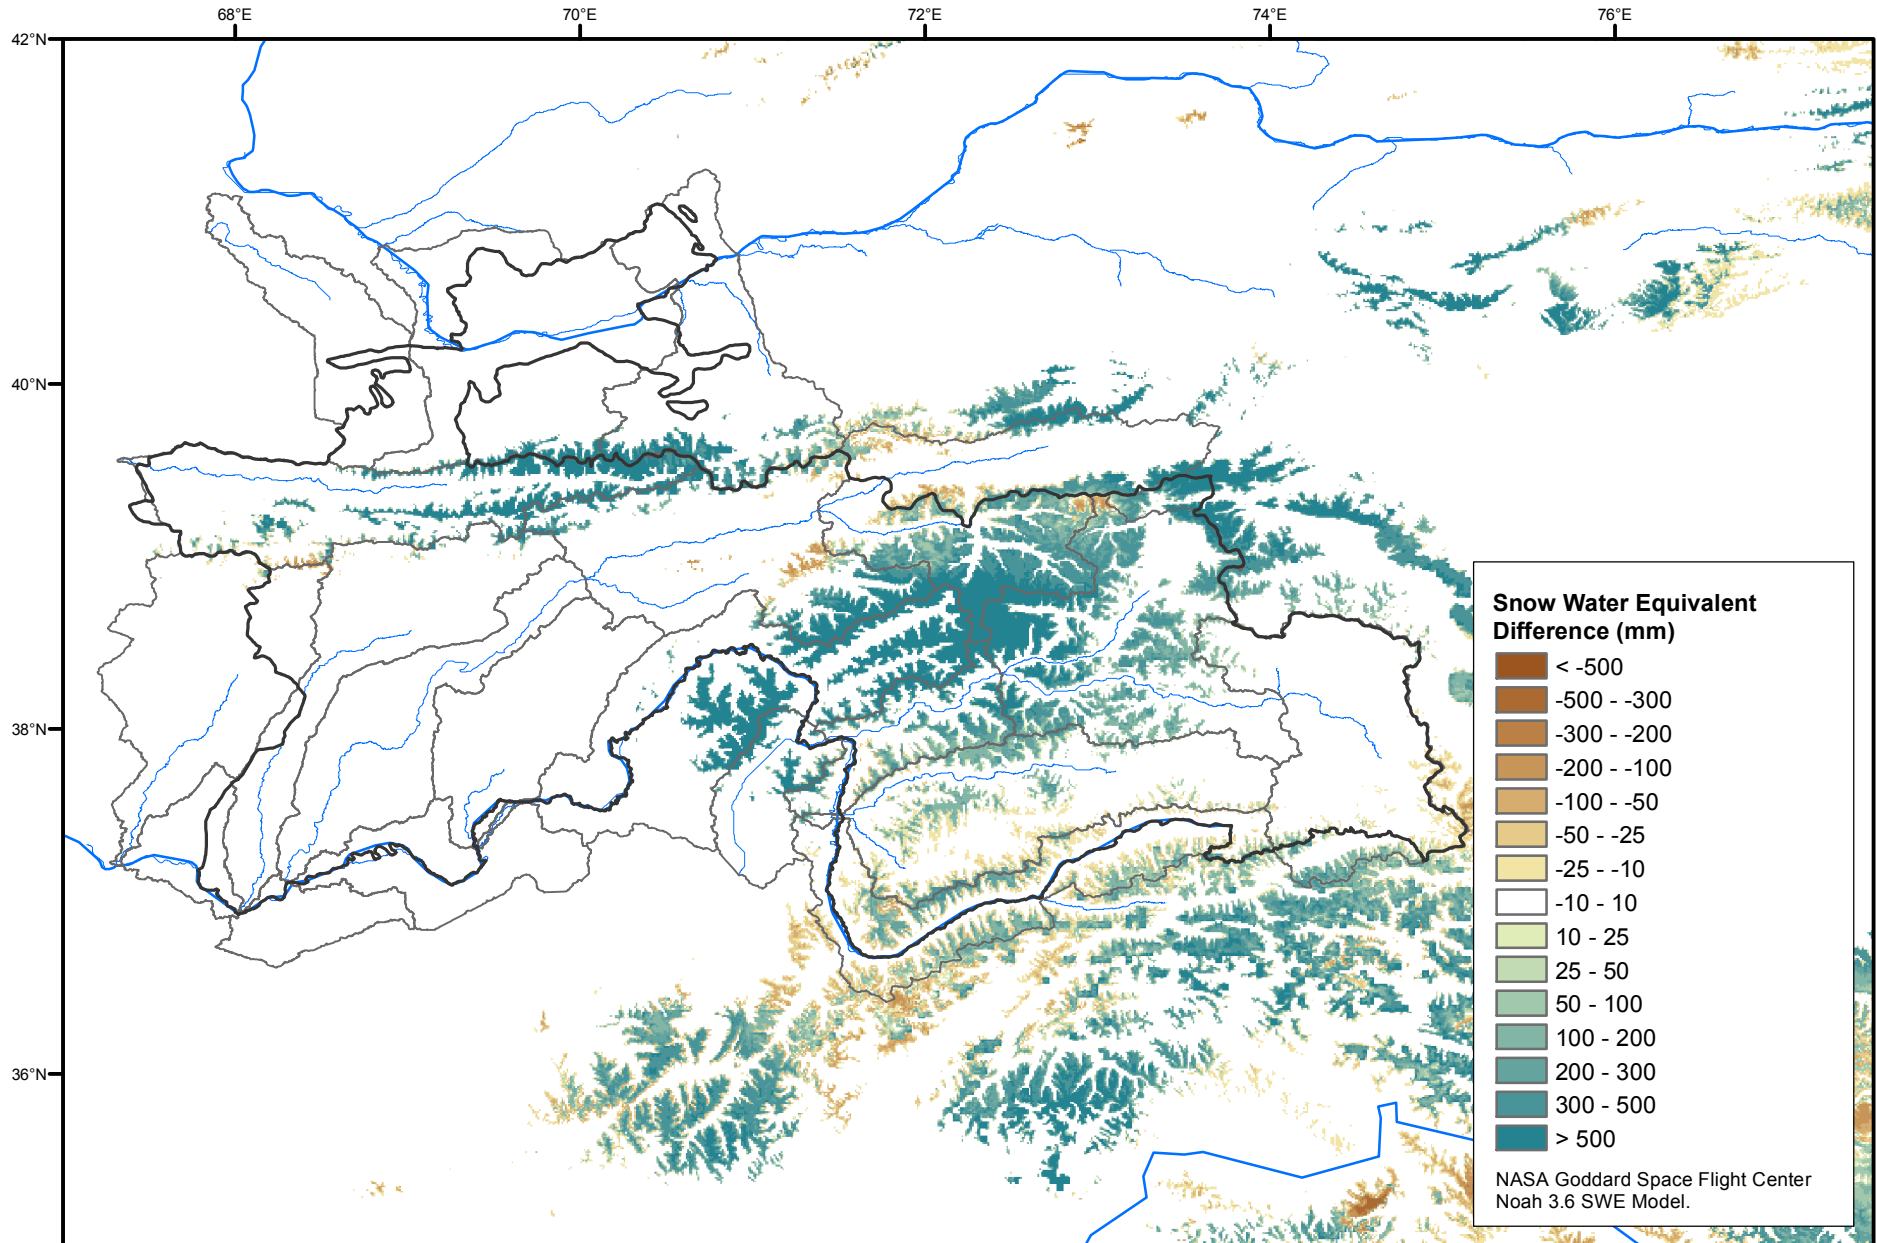 68°E 70°E 72°E 74°E 76°E
42°N
40°N
38°N
36°N
Snow Water Equivalent
Difference (mm)
< -500
-500 - -300
-300 - -200
-200 - -100
-100 - -50
-50 - -25
-25 - -10
-10 - 10
10 - 25
25 - 50
50 - 100
100 - 200
200 - 300
300 - 500
> 500
NASA Goddard Space Flight Center
Noah 3.6 SWE Model.